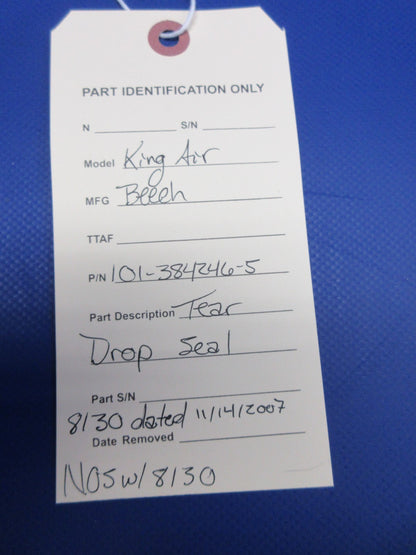 PART IDENTIFICATION ONLY
N S/N
Model King Air
MFG Beech
TTAF
P/N 101-384246-5
Part Description Tear
Drop Seal
Part S/N
8130 dated 11/14/2007
Date Removed
NOS w/ 8130